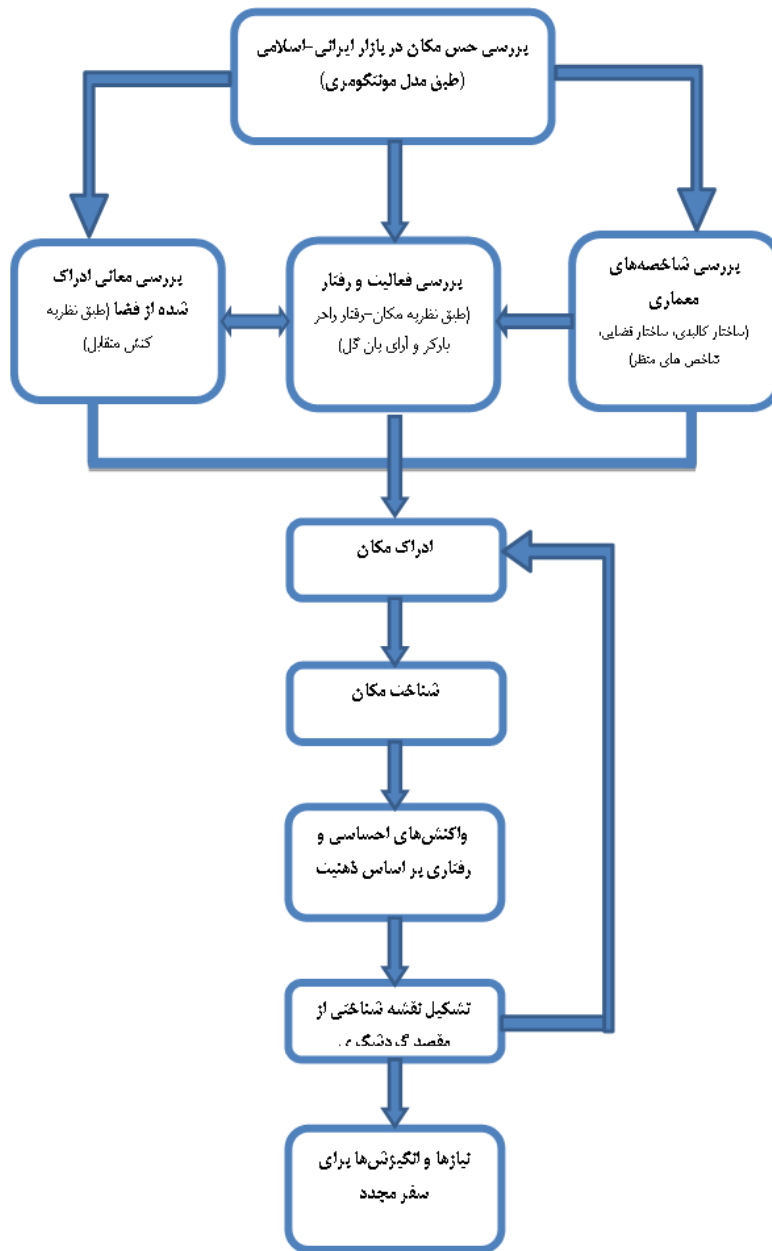 بررسی حس مکان در بازار ایرانی-اسلامی
(طبق مدل مونتگومری)
بررسی شاخصه‌های
معماری
(ساختار کالبدی، ساختار فضایی،
شاخص های منظر)
بررسی فعالیت و رفتار
(طبق نظریه مکان-رفتار راجر
بارکر و آرای یان گل)
بررسی معانی ادراک
شده از فضا (طبق نظریه
کنش متقابل)
ادراک مکان
شناخت مکان
واکنش‌های احساسی و
رفتاری بر اساس ذهنیت
تشکیل نقشه شناختی از
مقصد گردشگری
نیازها و انگیزش‌ها برای
سفر مجدد